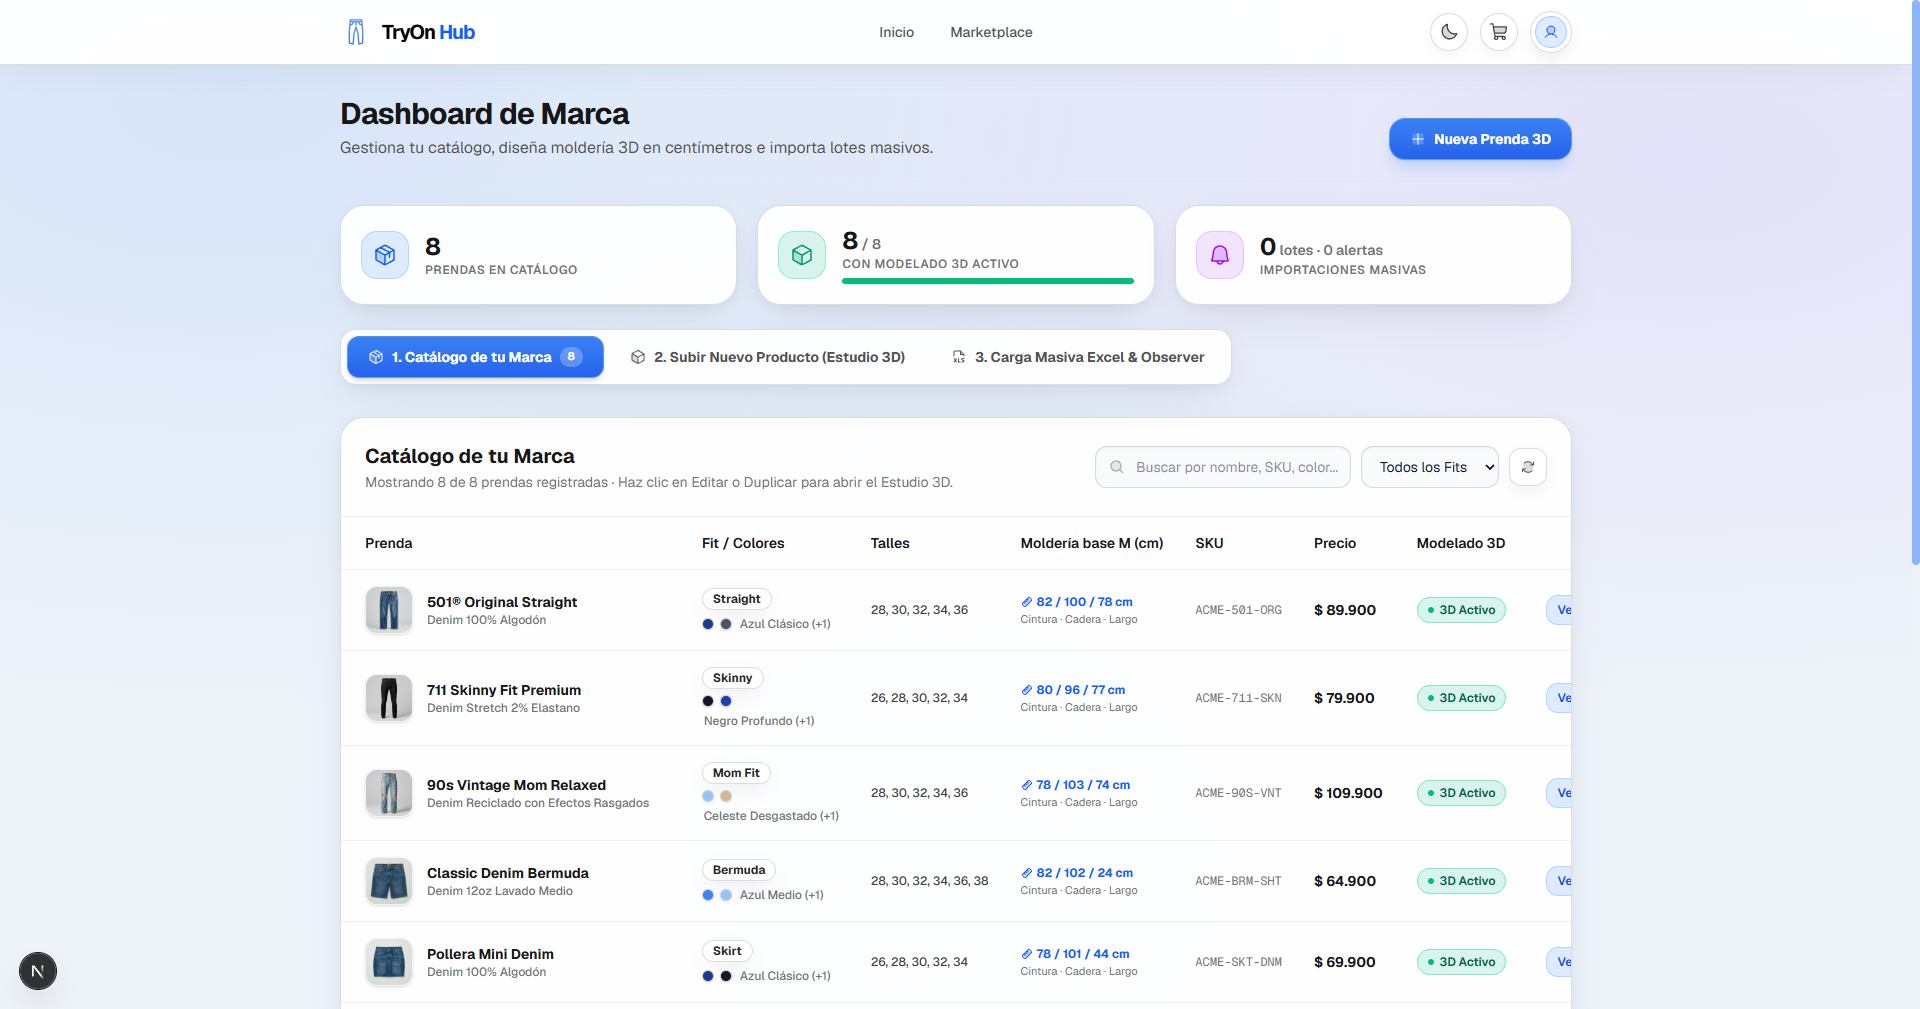 TryOn Hub
Inicio
Marketplace
Dashboard de Marca
Gestiona tu catálogo, diseña moldería 3D en centímetros e importa lotes masivos.
Nueva Prenda 3D
8
PRENDAS EN CATÁLOGO
8 / 8
CON MODELADO 3D ACTIVO
0 lotes · 0 alertas
IMPORTACIONES MASIVAS
1. Catálogo de tu Marca 8
2. Subir Nuevo Producto (Estudio 3D)
XLS
3. Carga Masiva Excel & Observer
Catálogo de tu Marca
Mostrando 8 de 8 prendas registradas · Haz clic en Editar o Duplicar para abrir el Estudio 3D.
Buscar por nombre, SKU, color...
Todos los Fits
Prenda
Fit / Colores
Talles
Moldería base M (cm)
SKU
Precio
Modelado 3D
501® Original Straight
Denim 100% Algodón
Straight
Azul Clásico (+1)
28, 30, 32, 34, 36
82 / 100 / 78 cm
Cintura · Cadera · Largo
ACME-501-ORG
$ 89.900
3D Activo
Ve
711 Skinny Fit Premium
Denim Stretch 2% Elastano
Skinny
Negro Profundo (+1)
26, 28, 30, 32, 34
80 / 96 / 77 cm
Cintura · Cadera · Largo
ACME-711-SKN
$ 79.900
3D Activo
Ve
90s Vintage Mom Relaxed
Denim Reciclado con Efectos Rasgados
Mom Fit
Celeste Desgastado (+1)
28, 30, 32, 34, 36
78 / 103 / 74 cm
Cintura · Cadera · Largo
ACME-90S-VNT
$ 109.900
3D Activo
Ve
Classic Denim Bermuda
Denim 12oz Lavado Medio
Bermuda
Azul Medio (+1)
28, 30, 32, 34, 36, 38
82 / 102 / 24 cm
Cintura · Cadera · Largo
ACME-BRM-SHT
$ 64.900
3D Activo
Ve
Pollera Mini Denim
Denim 100% Algodón
Skirt
Azul Clásico (+1)
26, 28, 30, 32, 34
78 / 101 / 44 cm
Cintura · Cadera · Largo
ACME-SKT-DNM
$ 69.900
3D Activo
Ve
N